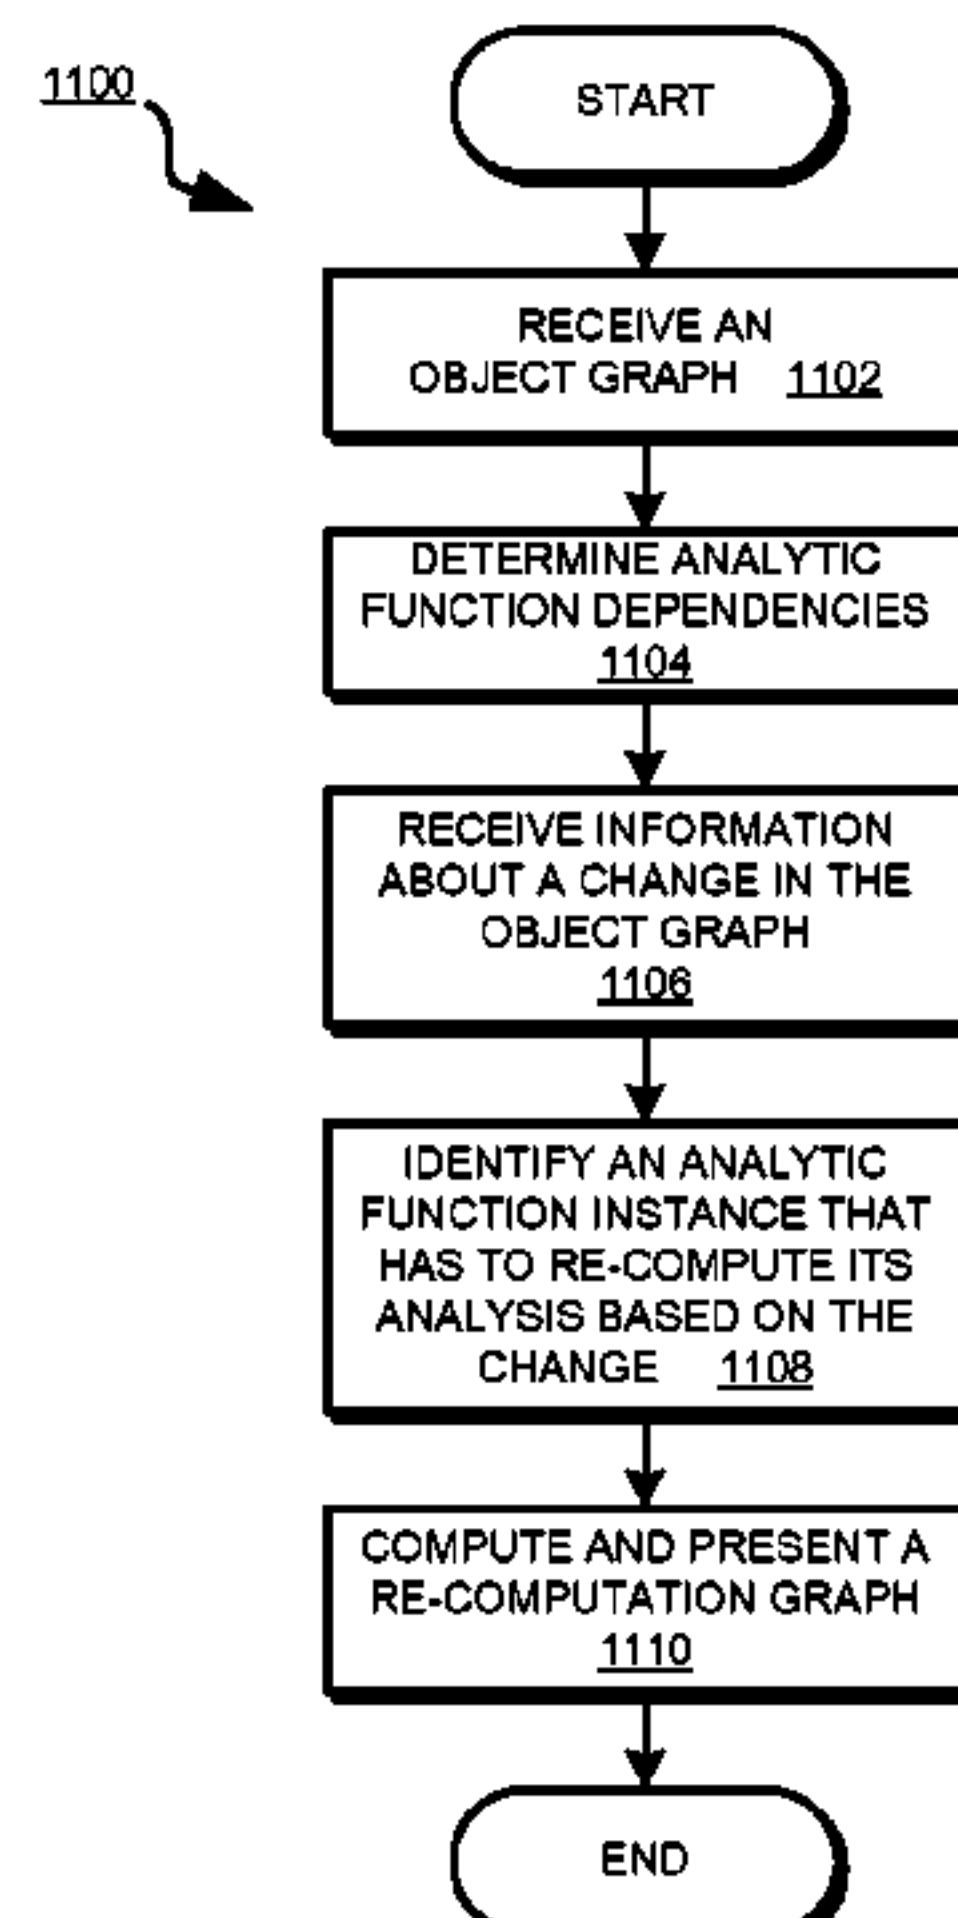 1100
START
RECEIVE AN
OBJECT GRAPH 1102
DETERMINE ANALYTIC
FUNCTION DEPENDENCIES
1104
RECEIVE INFORMATION
ABOUT A CHANGE IN THE
OBJECT GRAPH
1106
IDENTIFY AN ANALYTIC
FUNCTION INSTANCE THAT
HAS TO RE-COMPUTE ITS
ANALYSIS BASED ON THE
CHANGE 1108
COMPUTE AND PRESENT A
RE-COMPUTATION GRAPH
1110
END